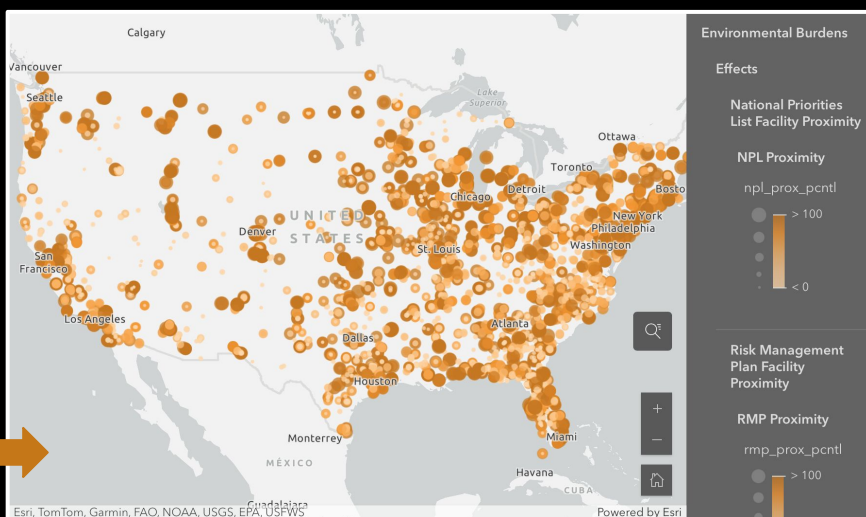 Calgary
Vancouver
Seattle
Lake
Superior
Ottawa
Toronto
Chicago
Detroit
Bosto
New York
Philadelphia
Washington
UNITED
STATES
Denver
St. Louis
San
Francisco
Los Angeles
Atlanta
Dallas
Houston
Monterrey
Miami
MÉXICO
Havana
CUBA
Guadalajara
Esri, TomTom, Garmin, FAO, NOAA, USGS, EPA, USFWS
Powered by Esri
+
−
Environmental Burdens
Effects
National Priorities
List Facility Proximity
NPL Proximity
npl_prox_pcntl
> 100
< 0
Risk Management
Plan Facility
Proximity
RMP Proximity
rmp_prox_pcntl
> 100